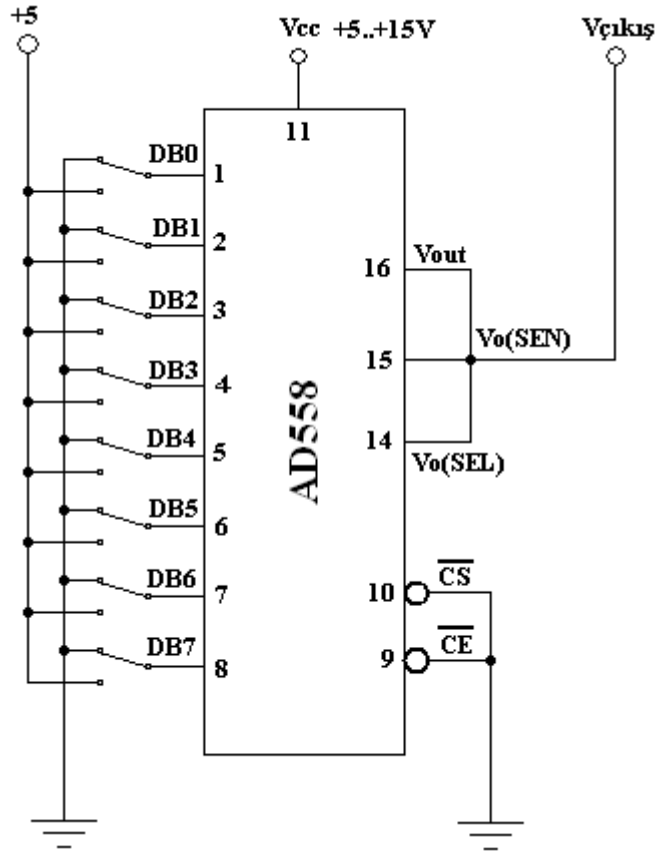 +5
Vcc +5..+15V
Vçıkış
11
DB0
1
DB1
2
DB2
3
DB3
4
DB4
5
DB5
6
DB6
7
DB7
8
AD558
16
Vout
15
Vo(SEN)
14
Vo(SEL)
10
CS
9
CE